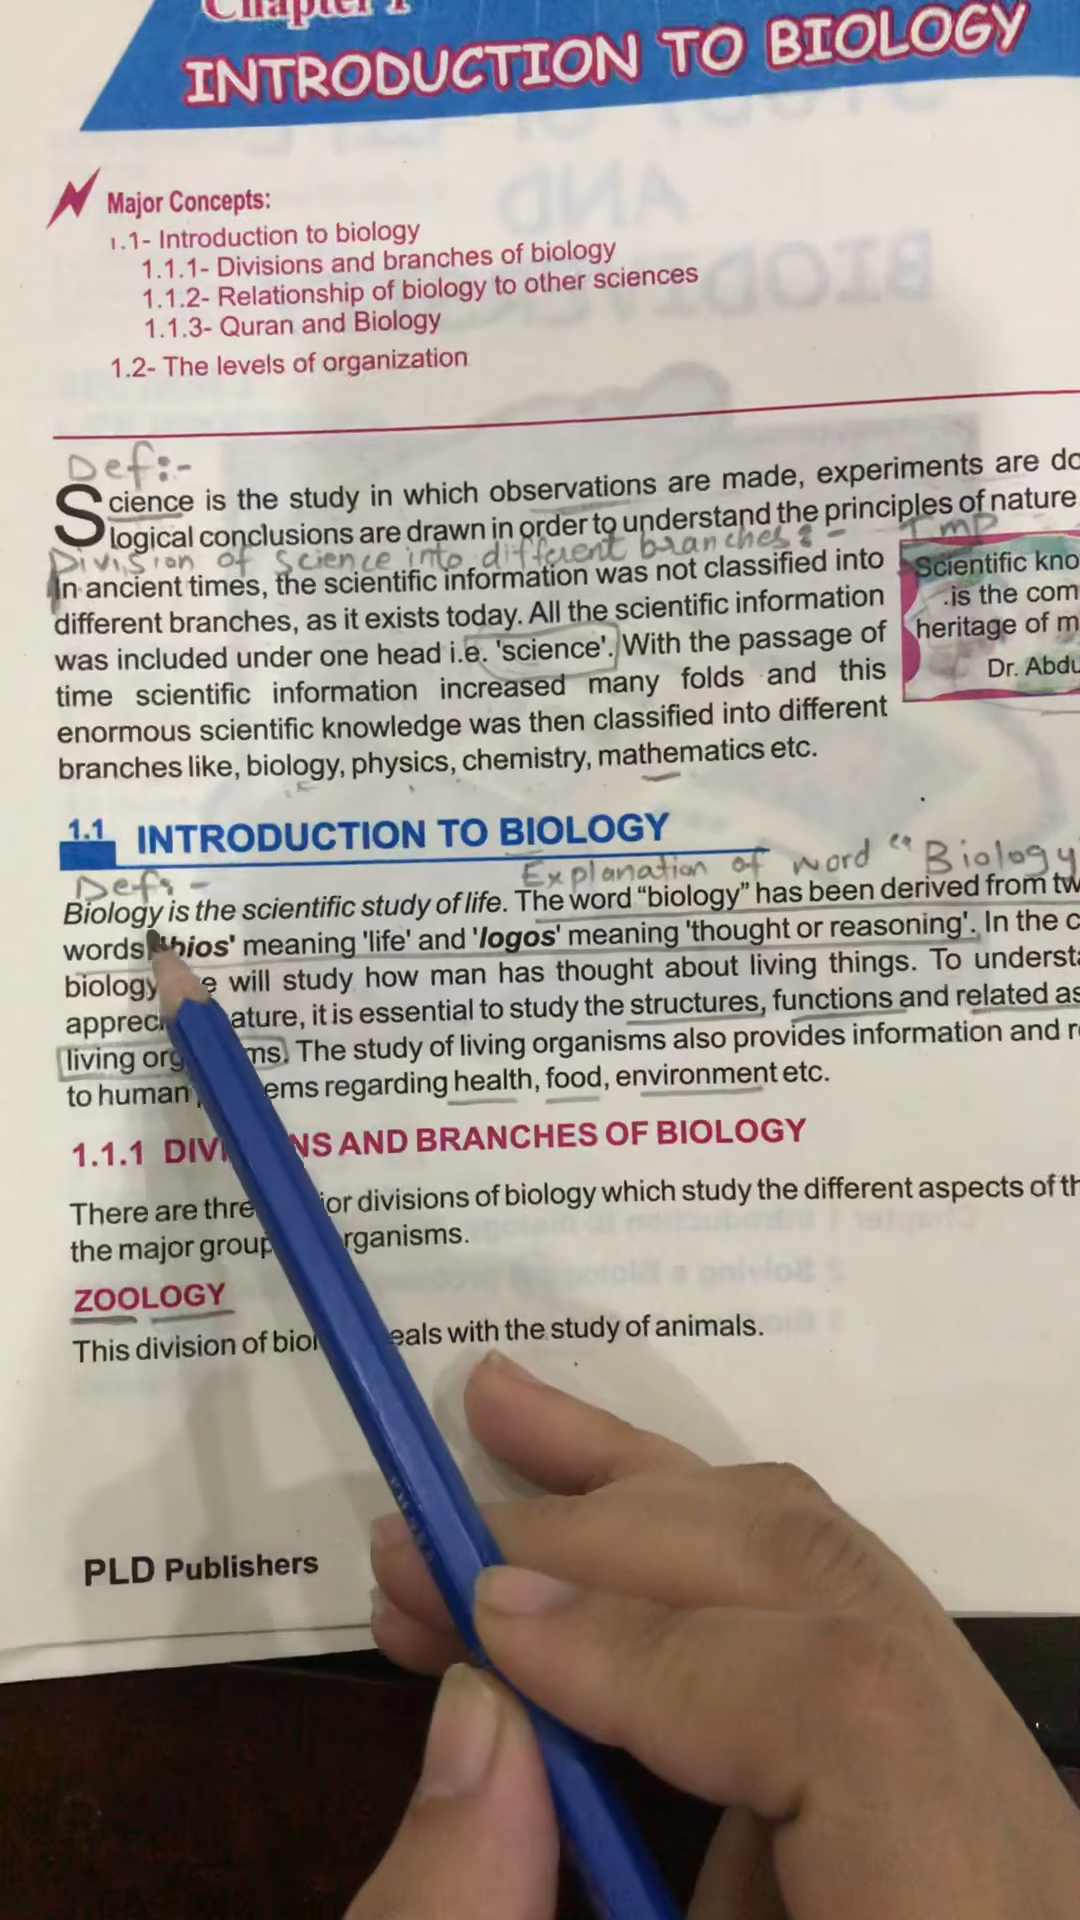 Chapter 1
INTRODUCTION TO BIOLOGY
Major Concepts:
1.1- Introduction to biology
1.1.1- Divisions and branches of biology
1.1.2- Relationship of biology to other sciences
1.1.3- Quran and Biology
1.2- The levels of organization
Def:-
Science is the study in which observations are made, experiments are do
logical conclusions are drawn in order to understand the principles of nature
Division of Science into different branches:- Imp
In ancient times, the scientific information was not classified into
different branches, as it exists today. All the scientific information
was included under one head i.e. 'science'. With the passage of
time scientific information increased many folds and this
enormous scientific knowledge was then classified into different
branches like, biology, physics, chemistry, mathematics etc.
Scientific kno
is the com
heritage of m
Dr. Abdu
1.1 INTRODUCTION TO BIOLOGY
Def:- Explanation of word "Biology
Biology is the scientific study of life. The word “biology” has been derived from tw
words 'bios' meaning 'life' and 'logos' meaning 'thought or reasoning'. In the c
biology e will study how man has thought about living things. To underst
appreci ature, it is essential to study the structures, functions and related as
living org ms. The study of living organisms also provides information and r
to human ems regarding health, food, environment etc.
1.1.1 DIVI NS AND BRANCHES OF BIOLOGY
There are thre or divisions of biology which study the different aspects of th
the major group rganisms.
ZOOLOGY
This division of biol eals with the study of animals.
PLD Publishers